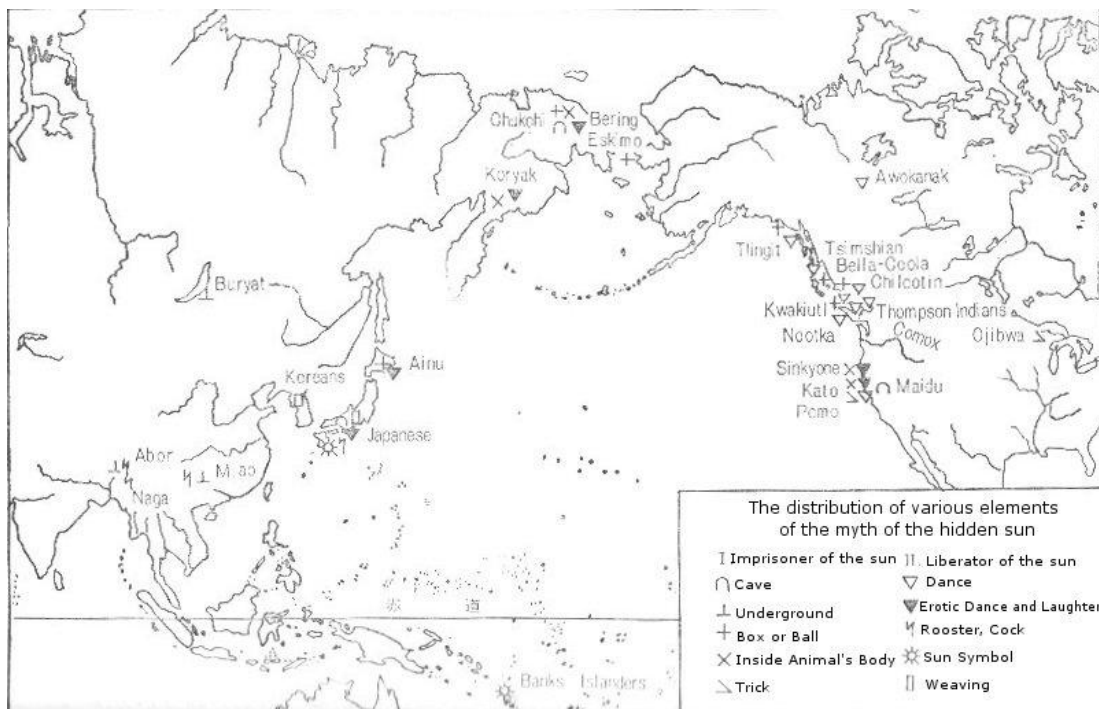 Chukchi
Bering
Eskimo
Koryak
Awokanak
Tlingit
Tsimshian
Bella-Coola
Chilcotin
Buryat
Kwakiutl
Thompson Indians
Nootka
Comox
Ojibwa
Ainu
Sinkyone
Koreans
Kato
Maidu
Pomo
Japanese
Abor
Miao
Naga
赤 道
Banks Islanders
The distribution of various elements
of the myth of the hidden sun
I Imprisoner of the sun
II. Liberator of the sun
Cave
Dance
Underground
Erotic Dance and Laughter
Box or Ball
Rooster, Cock
Inside Animal's Body
Sun Symbol
Trick
Weaving